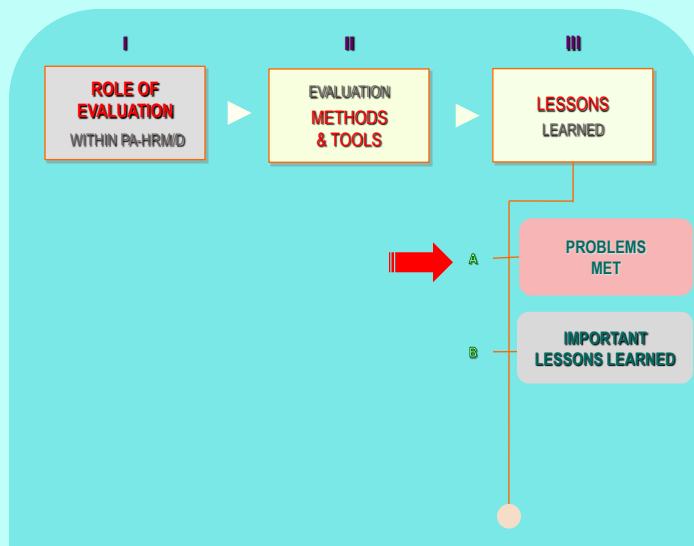 I
ROLE OF
EVALUATION
WITHIN PA-HRM/D
II
EVALUATION
METHODS
& TOOLS
III
LESSONS
LEARNED
A
PROBLEMS
MET
B
IMPORTANT
LESSONS LEARNED